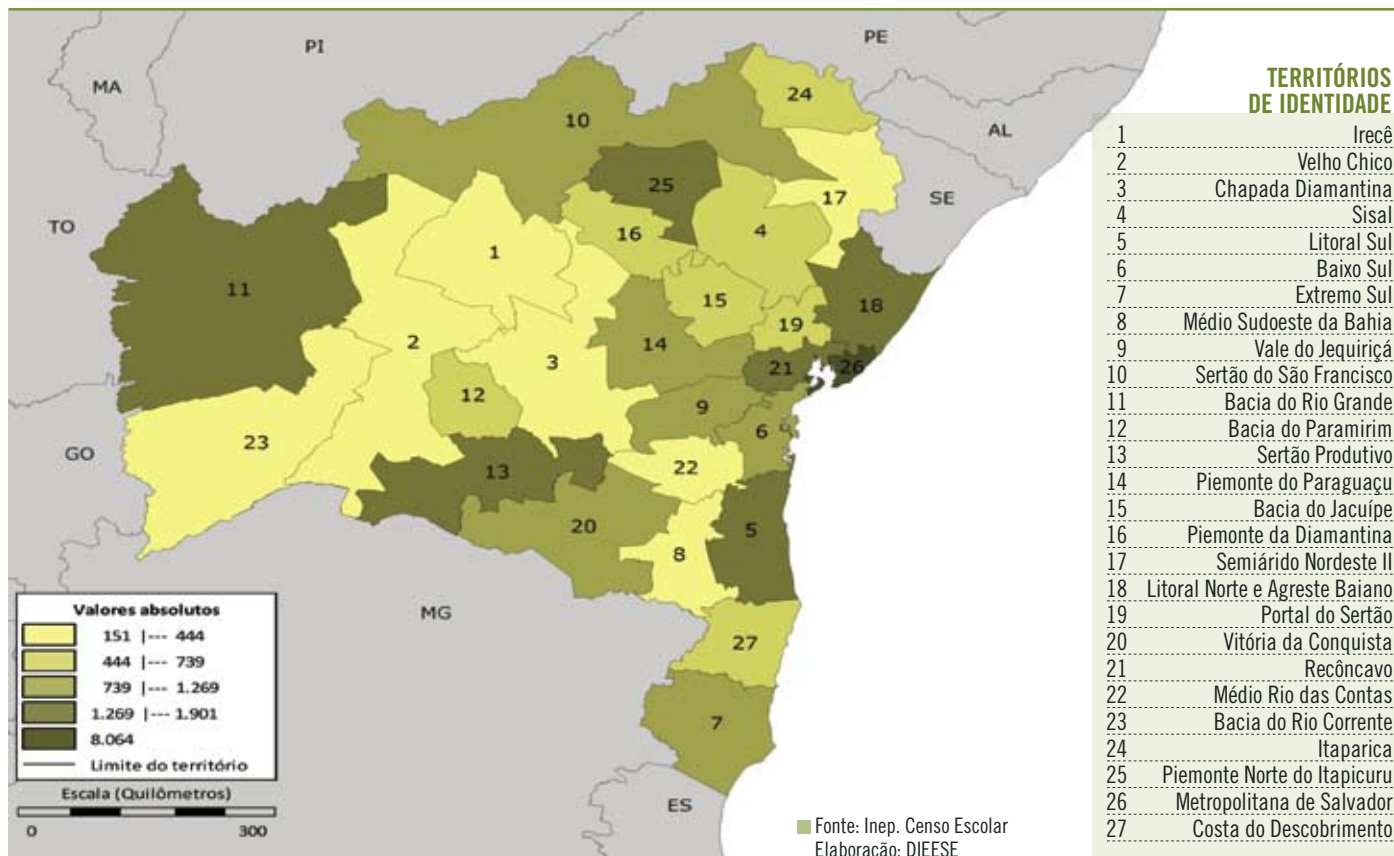 PI
PE
MA
AL
SE
TO
GO
MG
ES
24
10
17
25
16
4
1
11
15
18
19
2
14
3
21
26
12
9
6
23
22
13
20
5
8
27
7
Valores absolutos
151 |--- 444
444 |--- 739
739 |--- 1.269
1.269 |--- 1.901
8.064
Limite do território
Escala (Quilômetros)
0 300
Fonte: Inep. Censo Escolar
Elaboração: DIEESE
TERRITÓRIOS
DE IDENTIDADE
1 Irecê
2 Velho Chico
3 Chapada Diamantina
4 Sisal
5 Litoral Sul
6 Baixo Sul
7 Extremo Sul
8 Médio Sudoeste da Bahia
9 Vale do Jequiriçá
10 Sertão do São Francisco
11 Bacia do Rio Grande
12 Bacia do Paramirim
13 Sertão Produtivo
14 Piemonte do Paraguaçu
15 Bacia do Jacuípe
16 Piemonte da Diamantina
17 Semiárido Nordeste II
18 Litoral Norte e Agreste Baiano
19 Portal do Sertão
20 Vitória da Conquista
21 Recôncavo
22 Médio Rio das Contas
23 Bacia do Rio Corrente
24 Itaparica
25 Piemonte Norte do Itapicuru
26 Metropolitana de Salvador
27 Costa do Descobrimento